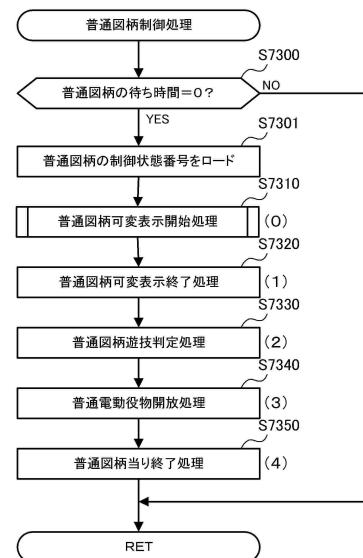 普通図柄制御処理
S7300
普通図柄の待ち時間=0?
NO
YES
S7301
普通図柄の制御状態番号をロード
S7310
普通図柄可変表示開始処理 (0)
S7320
普通図柄可変表示終了処理 (1)
S7330
普通図柄遊技判定処理 (2)
S7340
普通電動役物開放処理 (3)
S7350
普通図柄当り終了処理 (4)
RET